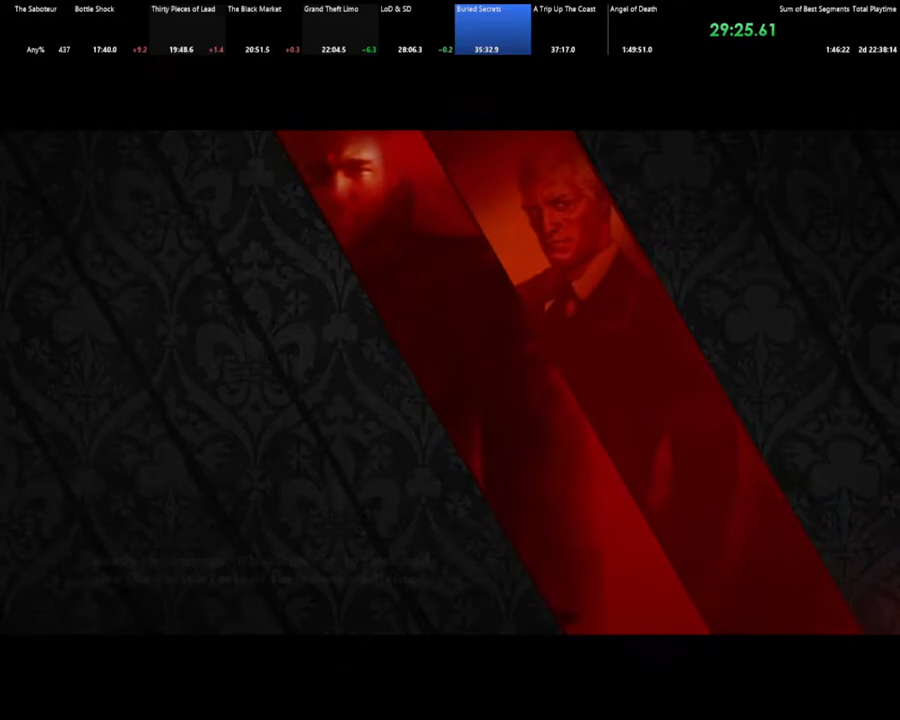 The Saboteur Bottle Shock Thirty Pieces of Lead The Black Market Grand Theft Limo LoD & SD Buried Secrets A Trip Up The Coast Angel of Death Sum of Best Segments Total Playtime
29:25.61
Any% 437 17:40.0 +9.2 19:48.6 +1.4 20:51.5 +0.3 22:04.5 -6.3 28:06.3 -0.2 35:32.9 37:17.0 1:49:51.0 1:46:22 2d 22:38:14